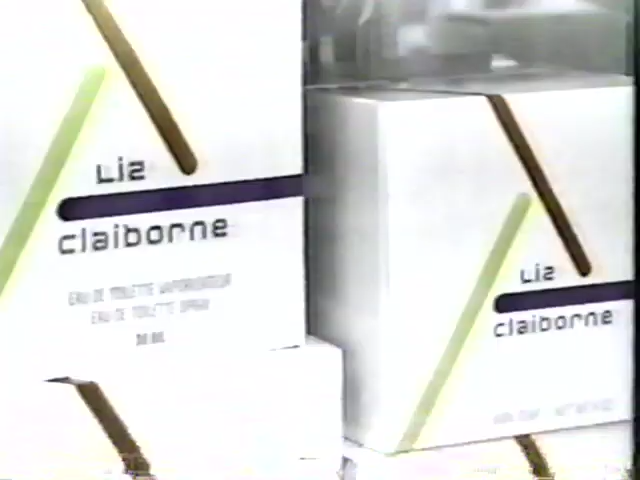 Liz
claiborne
EAU DE TOILETTE VAPORISATEUR
EAU DE TOILETTE SPRAY
Liz
claiborne